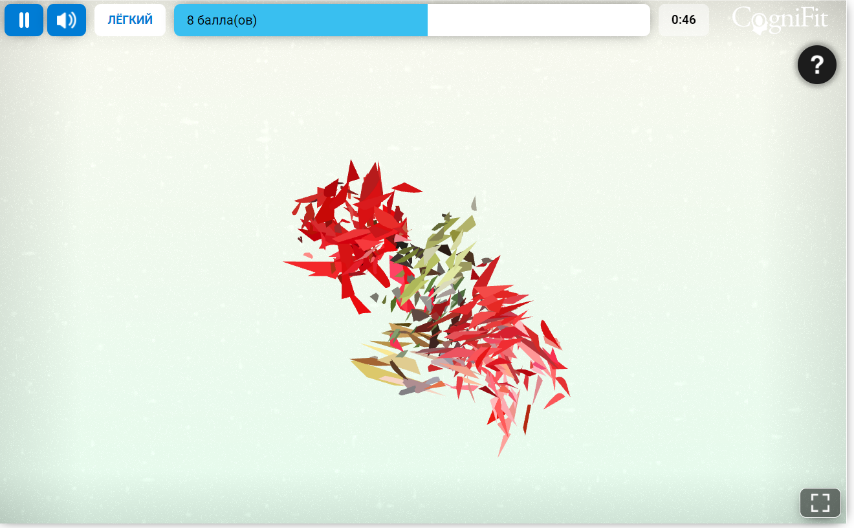 ЛЁГКИЙ
8 балла(ов)
0:46
CogniFit
?